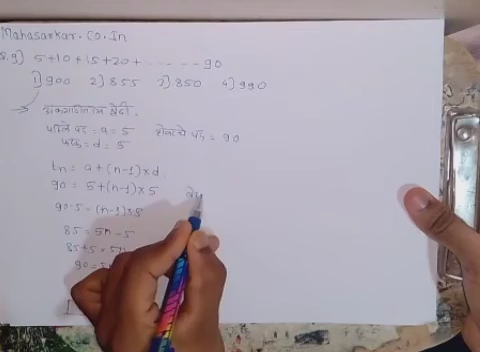 Mahasarkar.Co.In
5+10+15+20+ ... ... 90
1) 900 2) 855 3) 850 4) 990
→ अंकगणितीय श्रेढी.
पहिले पद = a = 5 शेवटचे पद = 90
फरक = d = 5
tn = a+(n-1)×d
90 = 5+(n-1)×5
90-5=(n-1)×5
85 = 5n - 5
85+5=5n